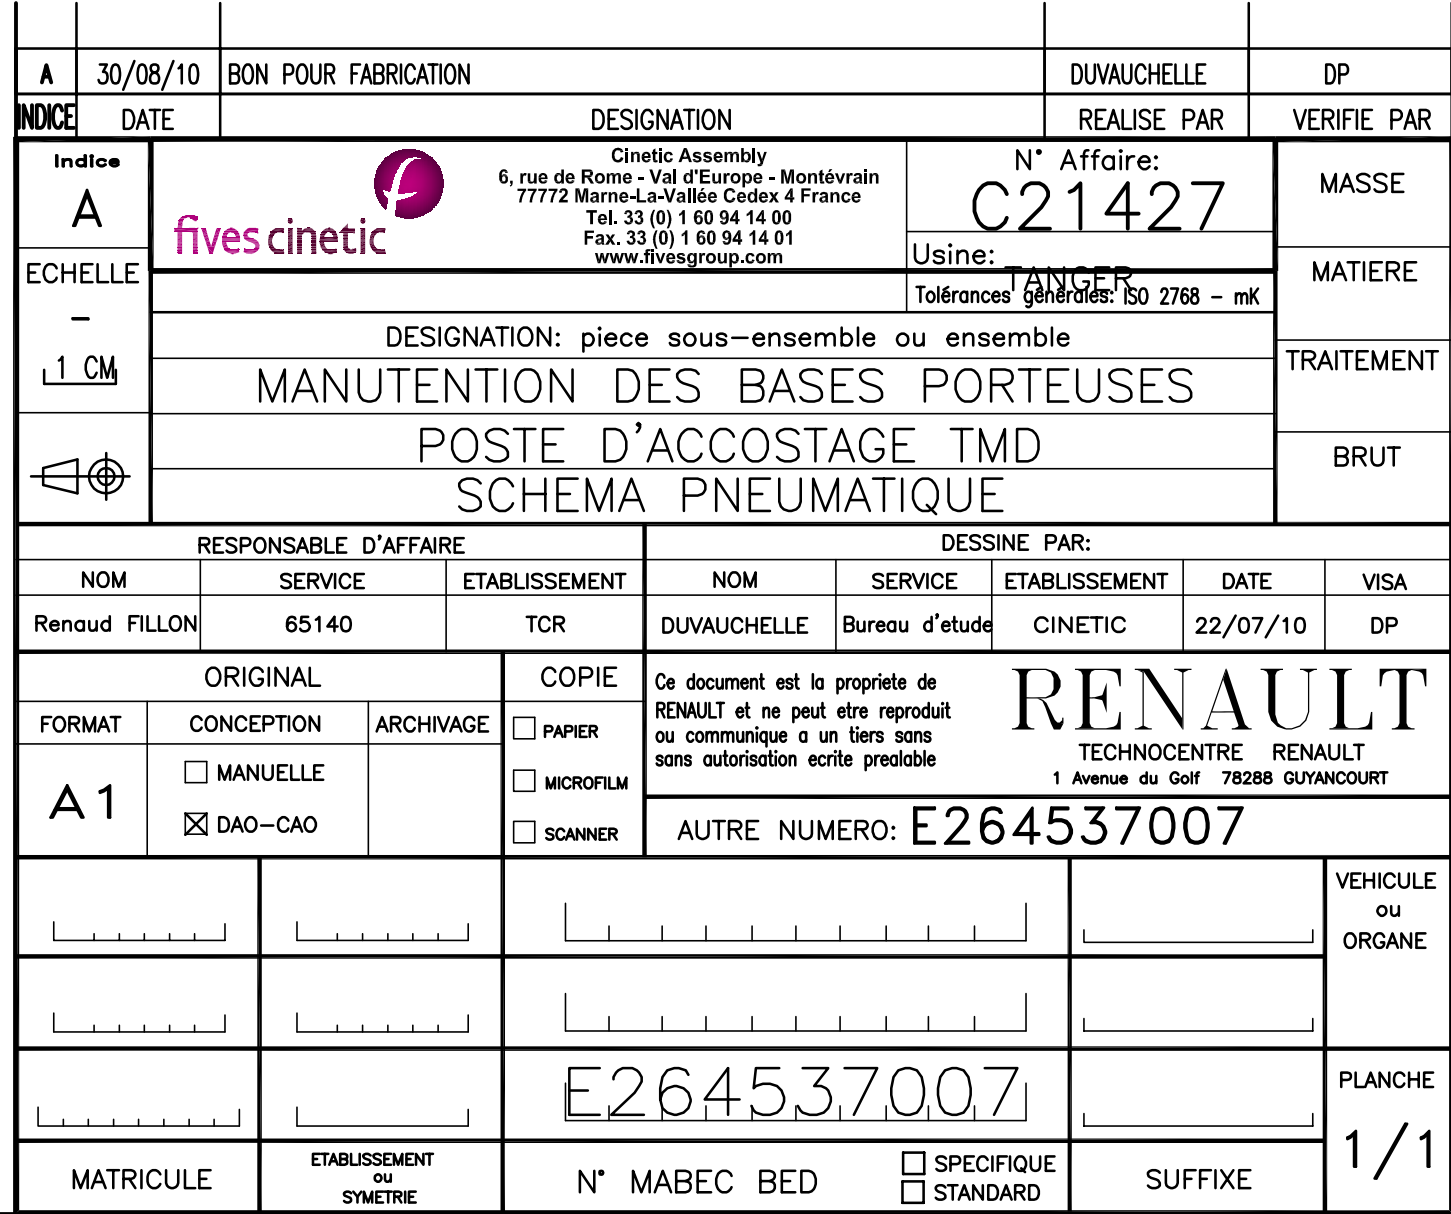 A 30/08/10 BON POUR FABRICATION DUVAUCHELLE DP
INDICE DATE DESIGNATION REALISE PAR VERIFIE PAR
Indice
A
fives cinetic
Cinetic Assembly
6, rue de Rome - Val d'Europe - Montévrain
77772 Marne-La-Vallée Cedex 4 France
Tel. 33 (0) 1 60 94 14 00
Fax. 33 (0) 1 60 94 14 01
www.fivesgroup.com
N° Affaire:
C21427
Usine:
TANGER
Tolérances générales: ISO 2768 - mK
MASSE
MATIERE
TRAITEMENT
BRUT
ECHELLE
-
1 CM
DESIGNATION: piece sous-ensemble ou ensemble
MANUTENTION DES BASES PORTEUSES
POSTE D'ACCOSTAGE TMD
SCHEMA PNEUMATIQUE
RESPONSABLE D'AFFAIRE DESSINE PAR:
NOM SERVICE ETABLISSEMENT NOM SERVICE ETABLISSEMENT DATE VISA
Renaud FILLON 65140 TCR DUVAUCHELLE Bureau d'etude CINETIC 22/07/10 DP
ORIGINAL COPIE
FORMAT CONCEPTION ARCHIVAGE
A1
MANUELLE
DAO-CAO
PAPIER
MICROFILM
SCANNER
Ce document est la propriete de
RENAULT et ne peut etre reproduit
ou communique a un tiers sans
sans autorisation ecrite prealable
RENAULT
TECHNOCENTRE RENAULT
1 Avenue du Golf 78288 GUYANCOURT
AUTRE NUMERO: E264537007
VEHICULE
ou
ORGANE
E264537007
PLANCHE
1/1
MATRICULE
ETABLISSEMENT
ou
SYMETRIE
N° MABEC BED
SPECIFIQUE
STANDARD
SUFFIXE